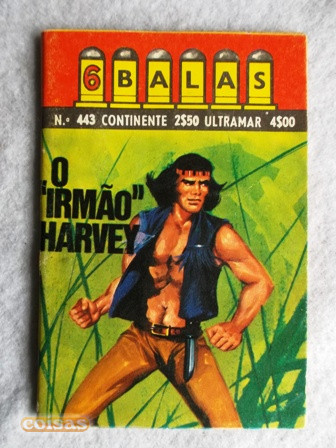 6 BALAS
N.º 443 CONTINENTE 2$50 ULTRAMAR 4$00
O
"IRMÃO"
HARVEY
coisas